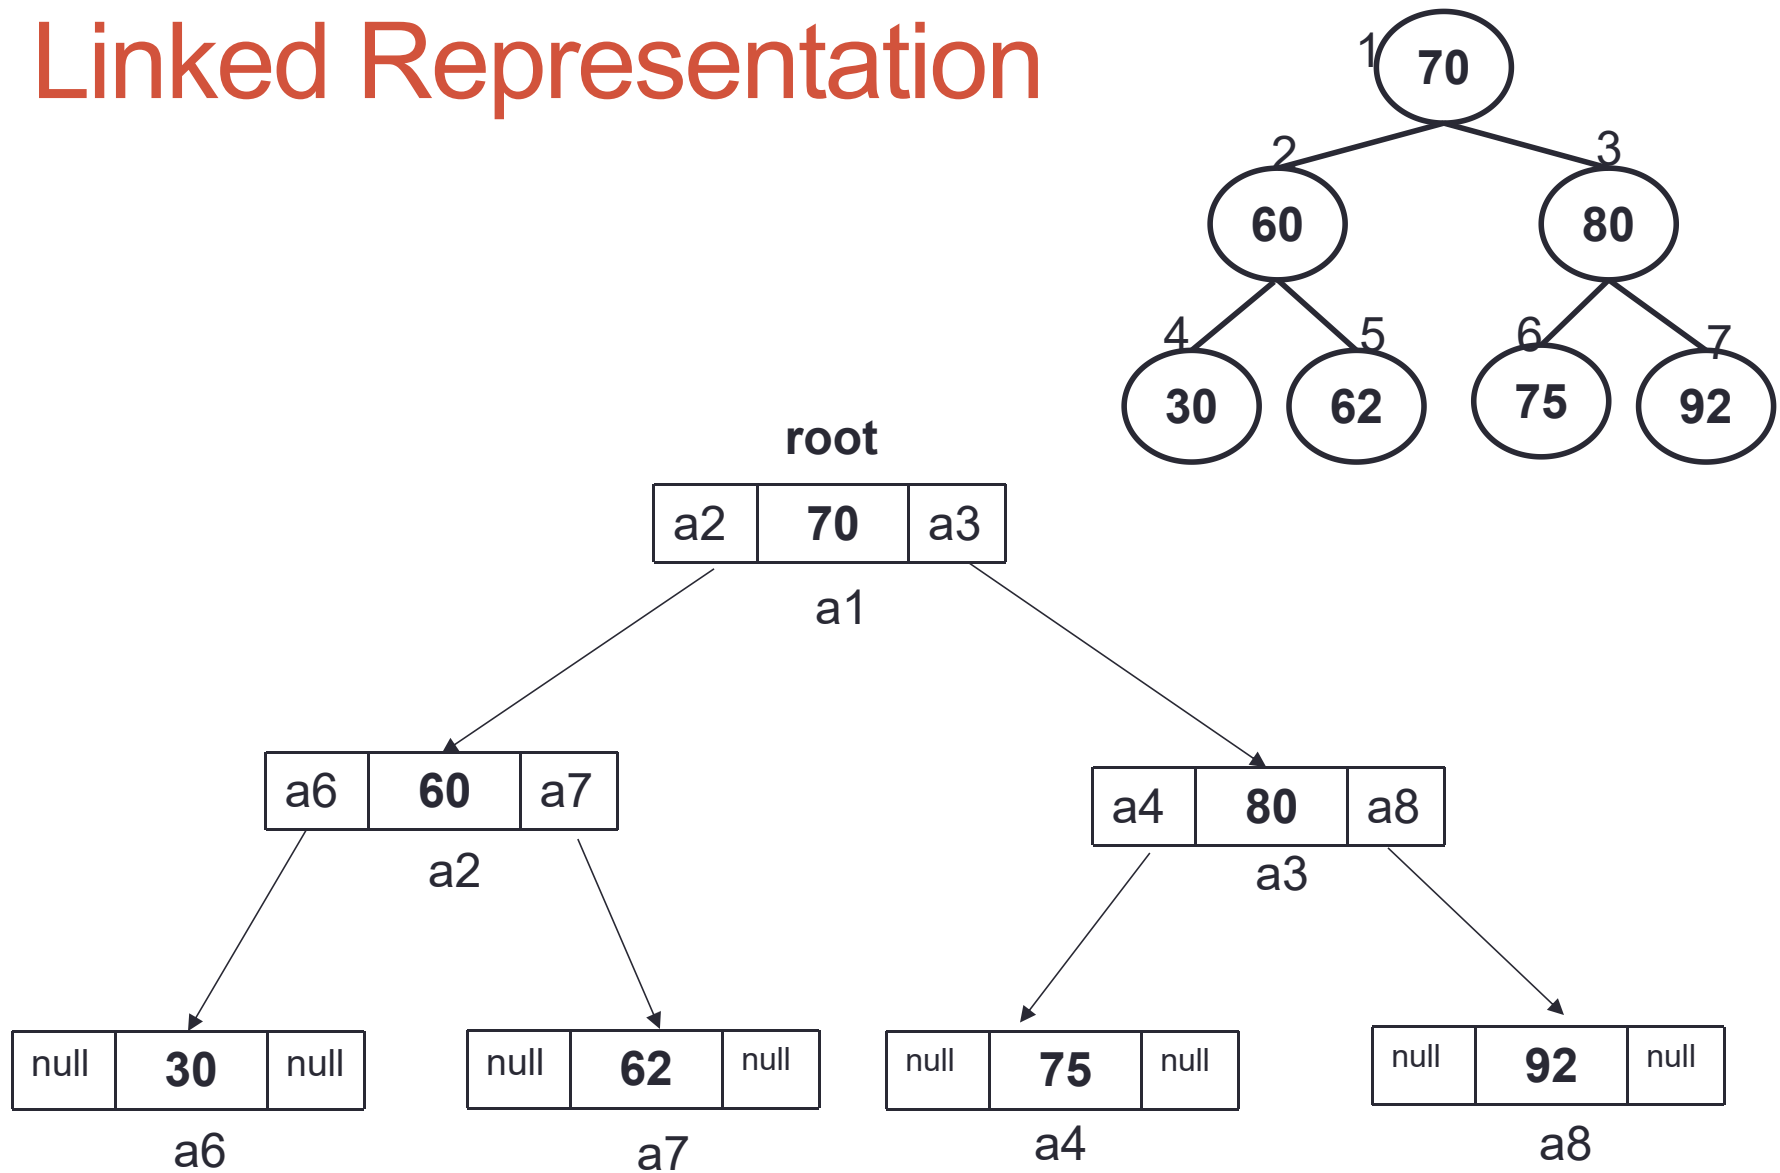 Linked Representation
1
70
2
3
60
80
4
5
6
7
30
62
75
92
root
a2 70 a3
a1
a6 60 a7
a4 80 a8
a2
a3
null 30 null
null 62 null
null 75 null
null 92 null
a6
a7
a4
a8